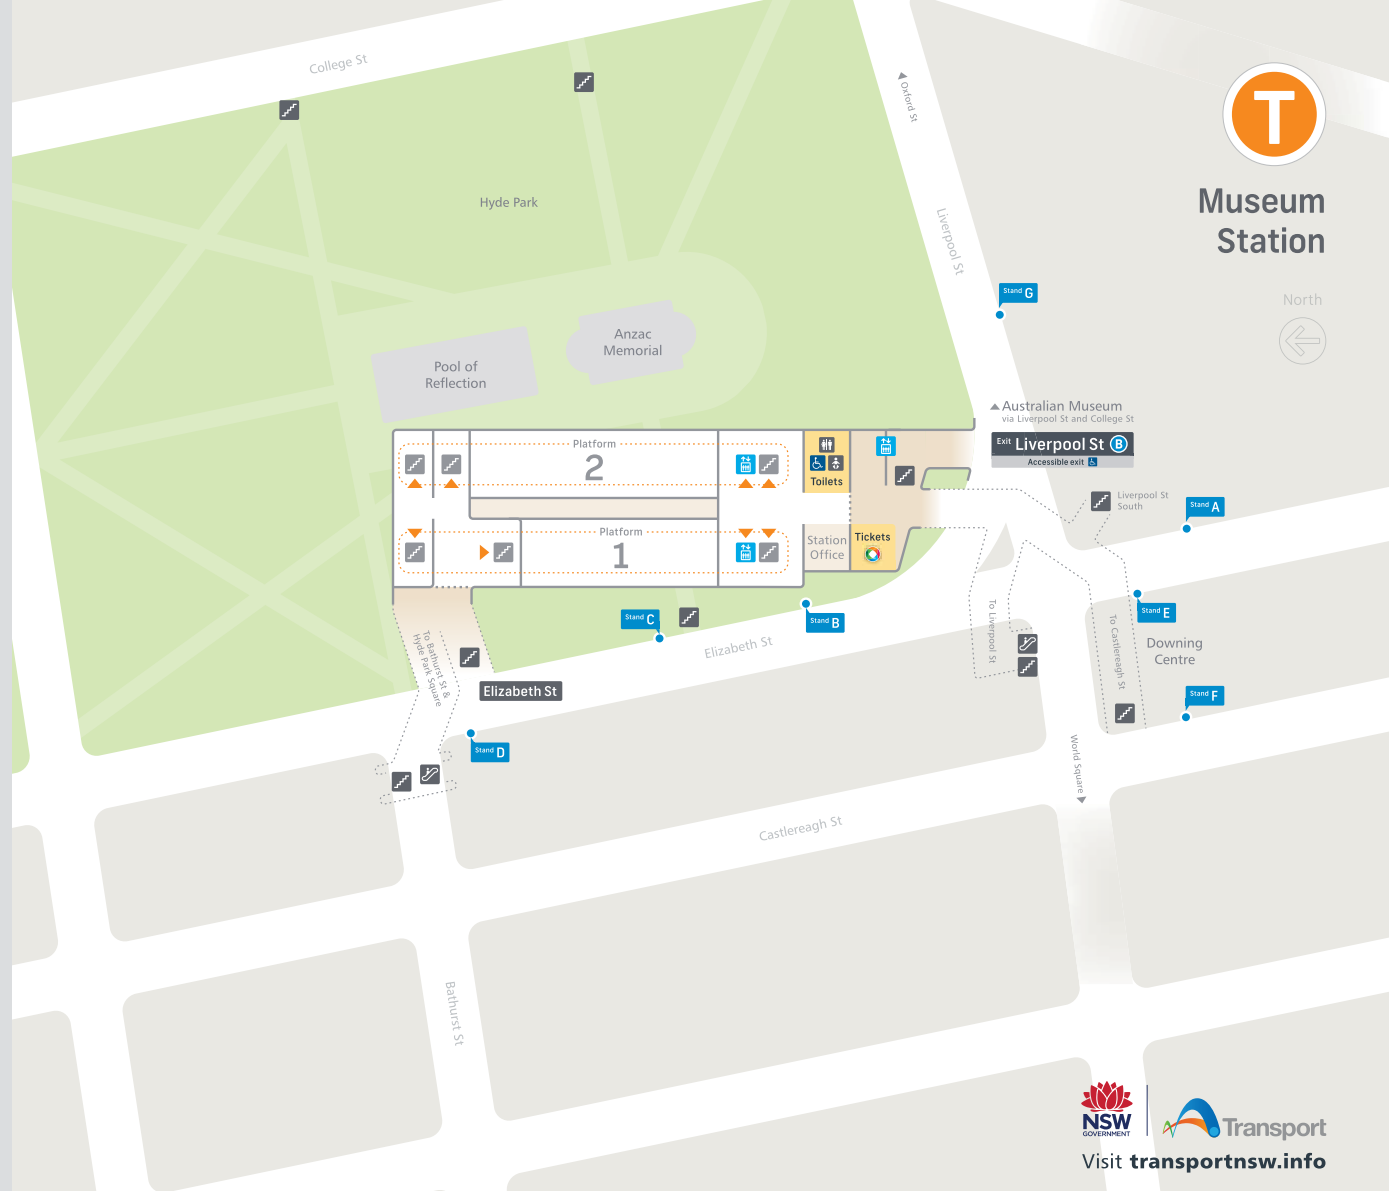 College St
Oxford St
T
Museum
Station
Hyde Park
Liverpool St
Stand G
North
Anzac
Memorial
Pool of
Reflection
Australian Museum
via Liverpool St and College St
Exit Liverpool St B
Accessible exit
Platform
2
Toilets
Liverpool St
South
Stand A
Platform
1
Station
Office
Tickets
Stand C
Stand B
Stand E
Elizabeth St
To Liverpool St
To Castlereagh St
Downing
Centre
To Bathurst St &
Hyde Park Square
Elizabeth St
Stand F
Stand D
World Square
Castlereagh St
Bathurst St
NSW
GOVERNMENT
Transport
Visit transportnsw.info